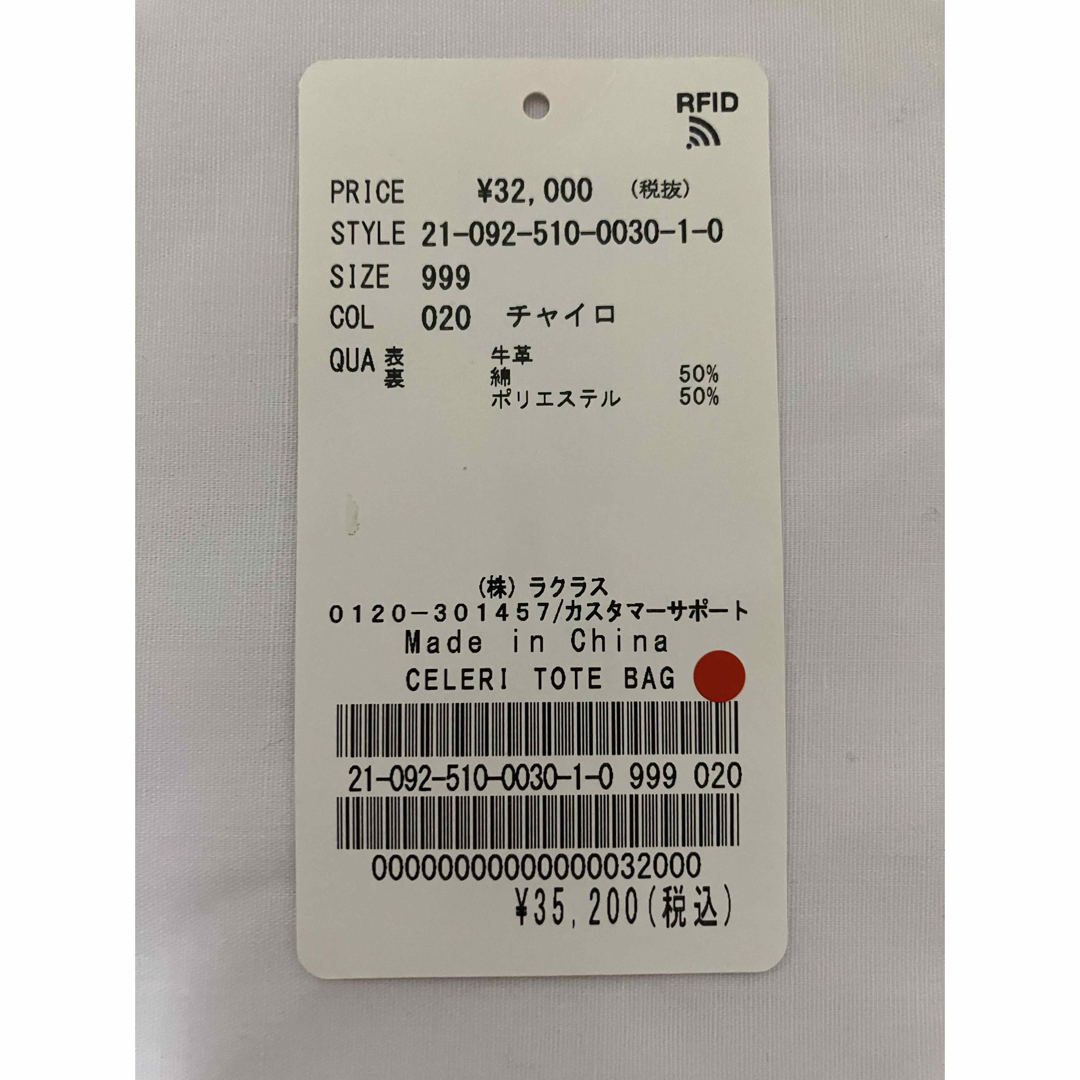 RFID
PRICE ¥32,000 (税抜)
STYLE 21-092-510-0030-1-0
SIZE 999
COL 020 チャイロ
QUA 表 牛革
裏 綿 50%
ポリエステル 50%
(株) ラクラス
0120-301457/カスタマーサポート
Made in China
CELERI TOTE BAG
21-092-510-0030-1-0 999 020
00000000000000032000
¥35,200(税込)